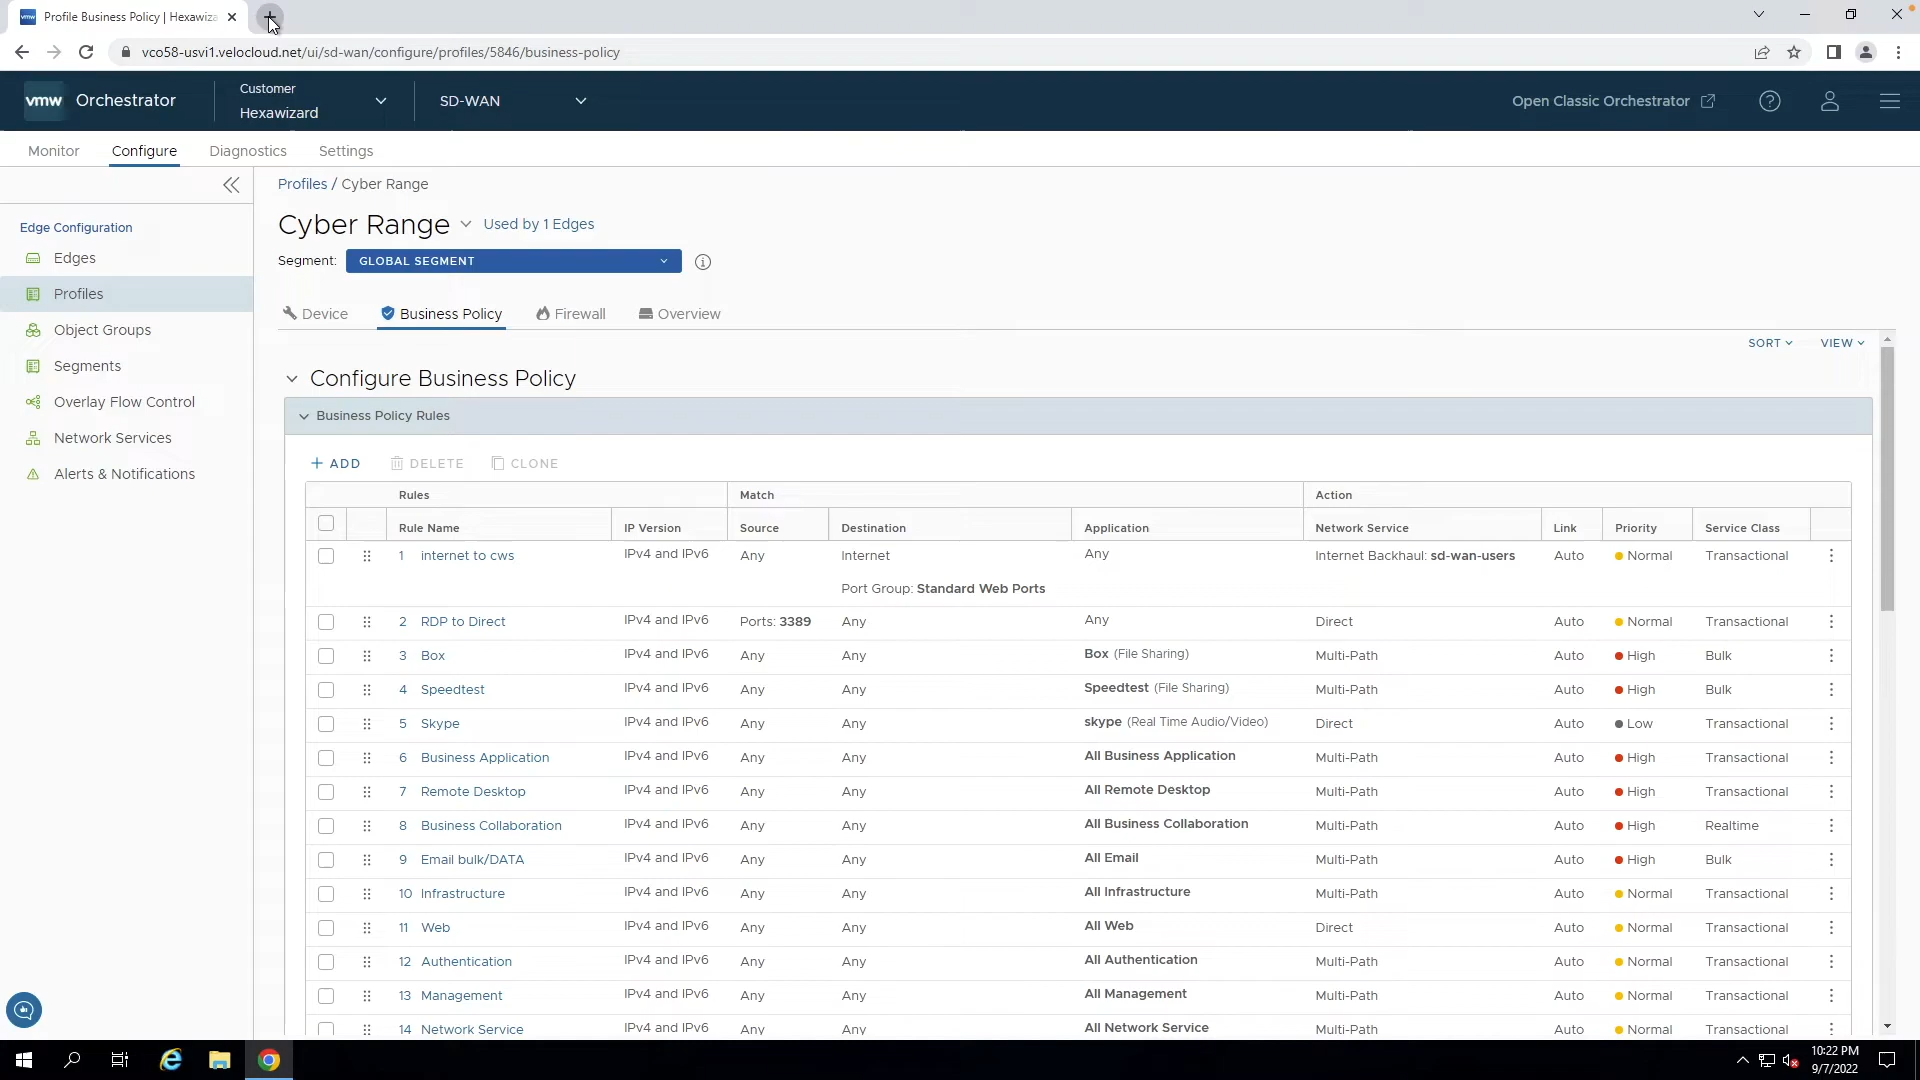 vmw Profile Business Policy | Hexawiza
vco58-usvi1.velocloud.net/ui/sd-wan/configure/profiles/5846/business-policy
vmw Orchestrator Customer Hexawizard SD-WAN Open Classic Orchestrator
Monitor Configure Diagnostics Settings
Edge Configuration
Edges
Profiles
Object Groups
Segments
Overlay Flow Control
Network Services
Alerts & Notifications
Profiles / Cyber Range
Cyber Range Used by 1 Edges
Segment: GLOBAL SEGMENT
Device Business Policy Firewall Overview
SORT VIEW
Configure Business Policy
Business Policy Rules
+ ADD DELETE CLONE
Rules Match Action
Rule Name IP Version Source Destination Application Network Service Link Priority Service Class
1 internet to cws IPv4 and IPv6 Any Internet Any Internet Backhaul: sd-wan-users Auto Normal Transactional
Port Group: Standard Web Ports
2 RDP to Direct IPv4 and IPv6 Ports: 3389 Any Any Direct Auto Normal Transactional
3 Box IPv4 and IPv6 Any Any Box (File Sharing) Multi-Path Auto High Bulk
4 Speedtest IPv4 and IPv6 Any Any Speedtest (File Sharing) Multi-Path Auto High Bulk
5 Skype IPv4 and IPv6 Any Any skype (Real Time Audio/Video) Direct Auto Low Transactional
6 Business Application IPv4 and IPv6 Any Any All Business Application Multi-Path Auto High Transactional
7 Remote Desktop IPv4 and IPv6 Any Any All Remote Desktop Multi-Path Auto High Transactional
8 Business Collaboration IPv4 and IPv6 Any Any All Business Collaboration Multi-Path Auto High Realtime
9 Email bulk/DATA IPv4 and IPv6 Any Any All Email Multi-Path Auto High Bulk
10 Infrastructure IPv4 and IPv6 Any Any All Infrastructure Multi-Path Auto Normal Transactional
11 Web IPv4 and IPv6 Any Any All Web Direct Auto Normal Transactional
12 Authentication IPv4 and IPv6 Any Any All Authentication Multi-Path Auto Normal Transactional
13 Management IPv4 and IPv6 Any Any All Management Multi-Path Auto Normal Transactional
14 Network Service IPv4 and IPv6 Any Any All Network Service Multi-Path Auto Normal Transactional
10:22 PM
9/7/2022